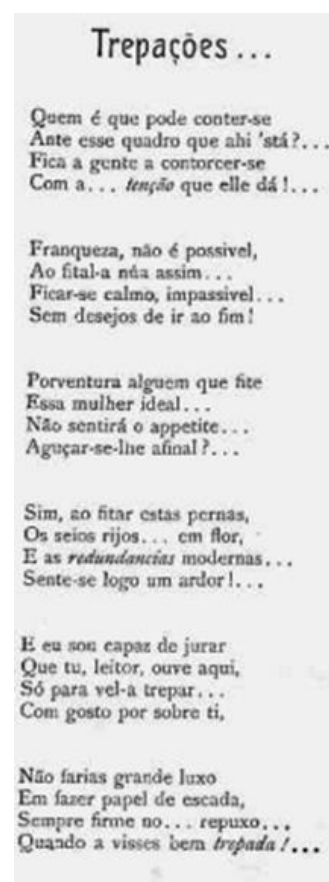 Trepações...
Quem é que pode conter-se
Ante esse quadro que ahi 'stá?...
Fica a gente a contorcer-se
Com a... tenção que elle dá!...
Franqueza, não é possivel,
Ao fital-a núa assim...
Ficar-se calmo, impassivel...
Sem desejos de ir ao fim!
Porventura alguem que fite
Essa mulher ideal...
Não sentirá o appetite...
Aguçar-se-lhe afinal?...
Sim, ao fitar estas pernas,
Os seios rijos... em flor,
E as redundancias modernas...
Sente-se logo um ardor!...
E eu sou capaz de jurar
Que tu, leitor, ouve aqui,
Só para vel-a trepar...
Com gosto por sobre ti,
Não farias grande luxo
Em fazer papel de escada,
Sempre firme no... repuxo...
Quando a visses bem trepada!...